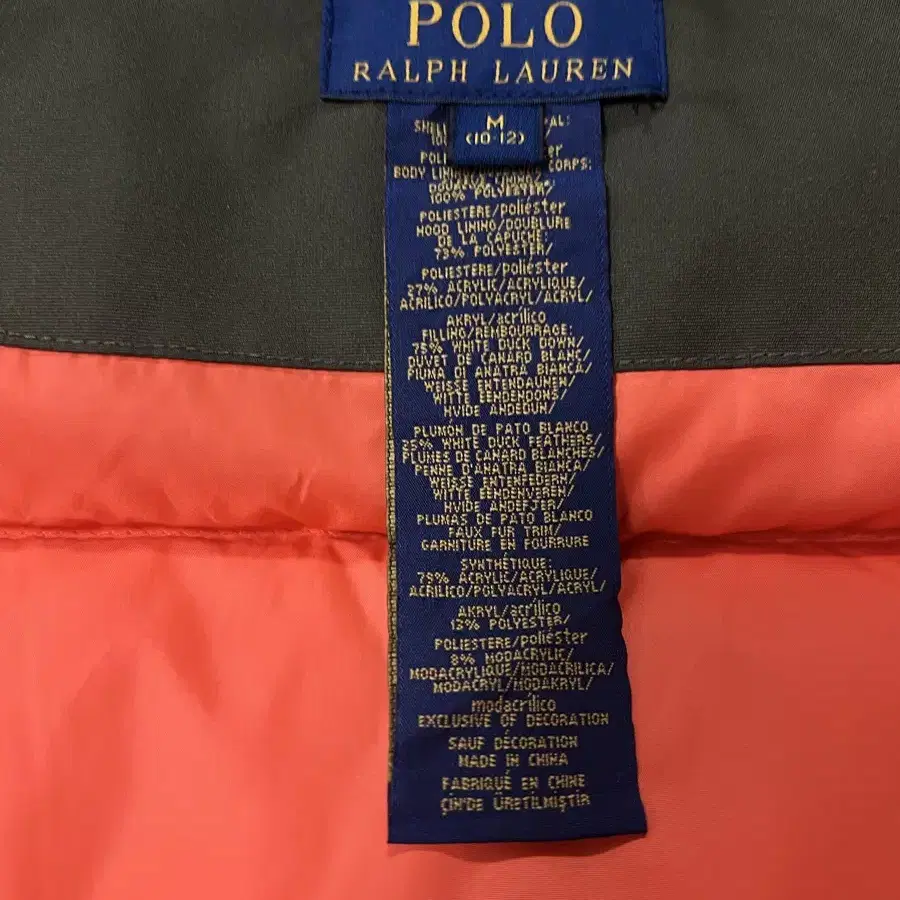 POLO
RALPH LAUREN
M
(10-12)
BODY
100% POLYESTER/
POLIESTERE/poliéster
HOOD LINING/DOUBLURE
DE LA CAPUCHE:
73% POLYESTER/
POLIESTERE/poliéster
27% ACRYLIC/ACRYLIQUE/
ACRILICO/POLYACRYL/ACRYL/
AKRYL/acrílico
FILLING/REMBOURRAGE:
75% WHITE DUCK DOWN/
DUVET DE CANARD BLANC/
PIUMA DI ANATRA BIANCA/
WEISSE ENTENDAUNEN/
WITTE EENDENDONS/
HVIDE ANDEDUN/
PLUMON DE PATO BLANCO
25% WHITE DUCK FEATHERS/
PLUMES DE CANARD BLANCHES/
PENNE D'ANATRA BIANCA/
WEISSE ENTENFEDERN/
WITTE EENDENVEREN/
HVIDE ANDEFJER/
PLUMAS DE PATO BLANCO
FAUX FUR TRIM
GARNITURE EN FOURRURE
SYNTHÉTIQUE:
79% ACRYLIC/ACRYLIQUE/
ACRILICO/POLYACRYL/ACRYL/
AKRYL/acrílico
13% POLYESTER/
POLIESTERE/poliéster
8% MODACRYLIC/
MODACRYLIQUE/MODACRILICA/
MODACRYL/MODAKRYL/
modacrílico
EXCLUSIVE OF DECORATION
SAUF DÉCORATION
MADE IN CHINA
FABRIQUÉ EN CHINE
ÇIN'DE ÜRETILMIŞTIR